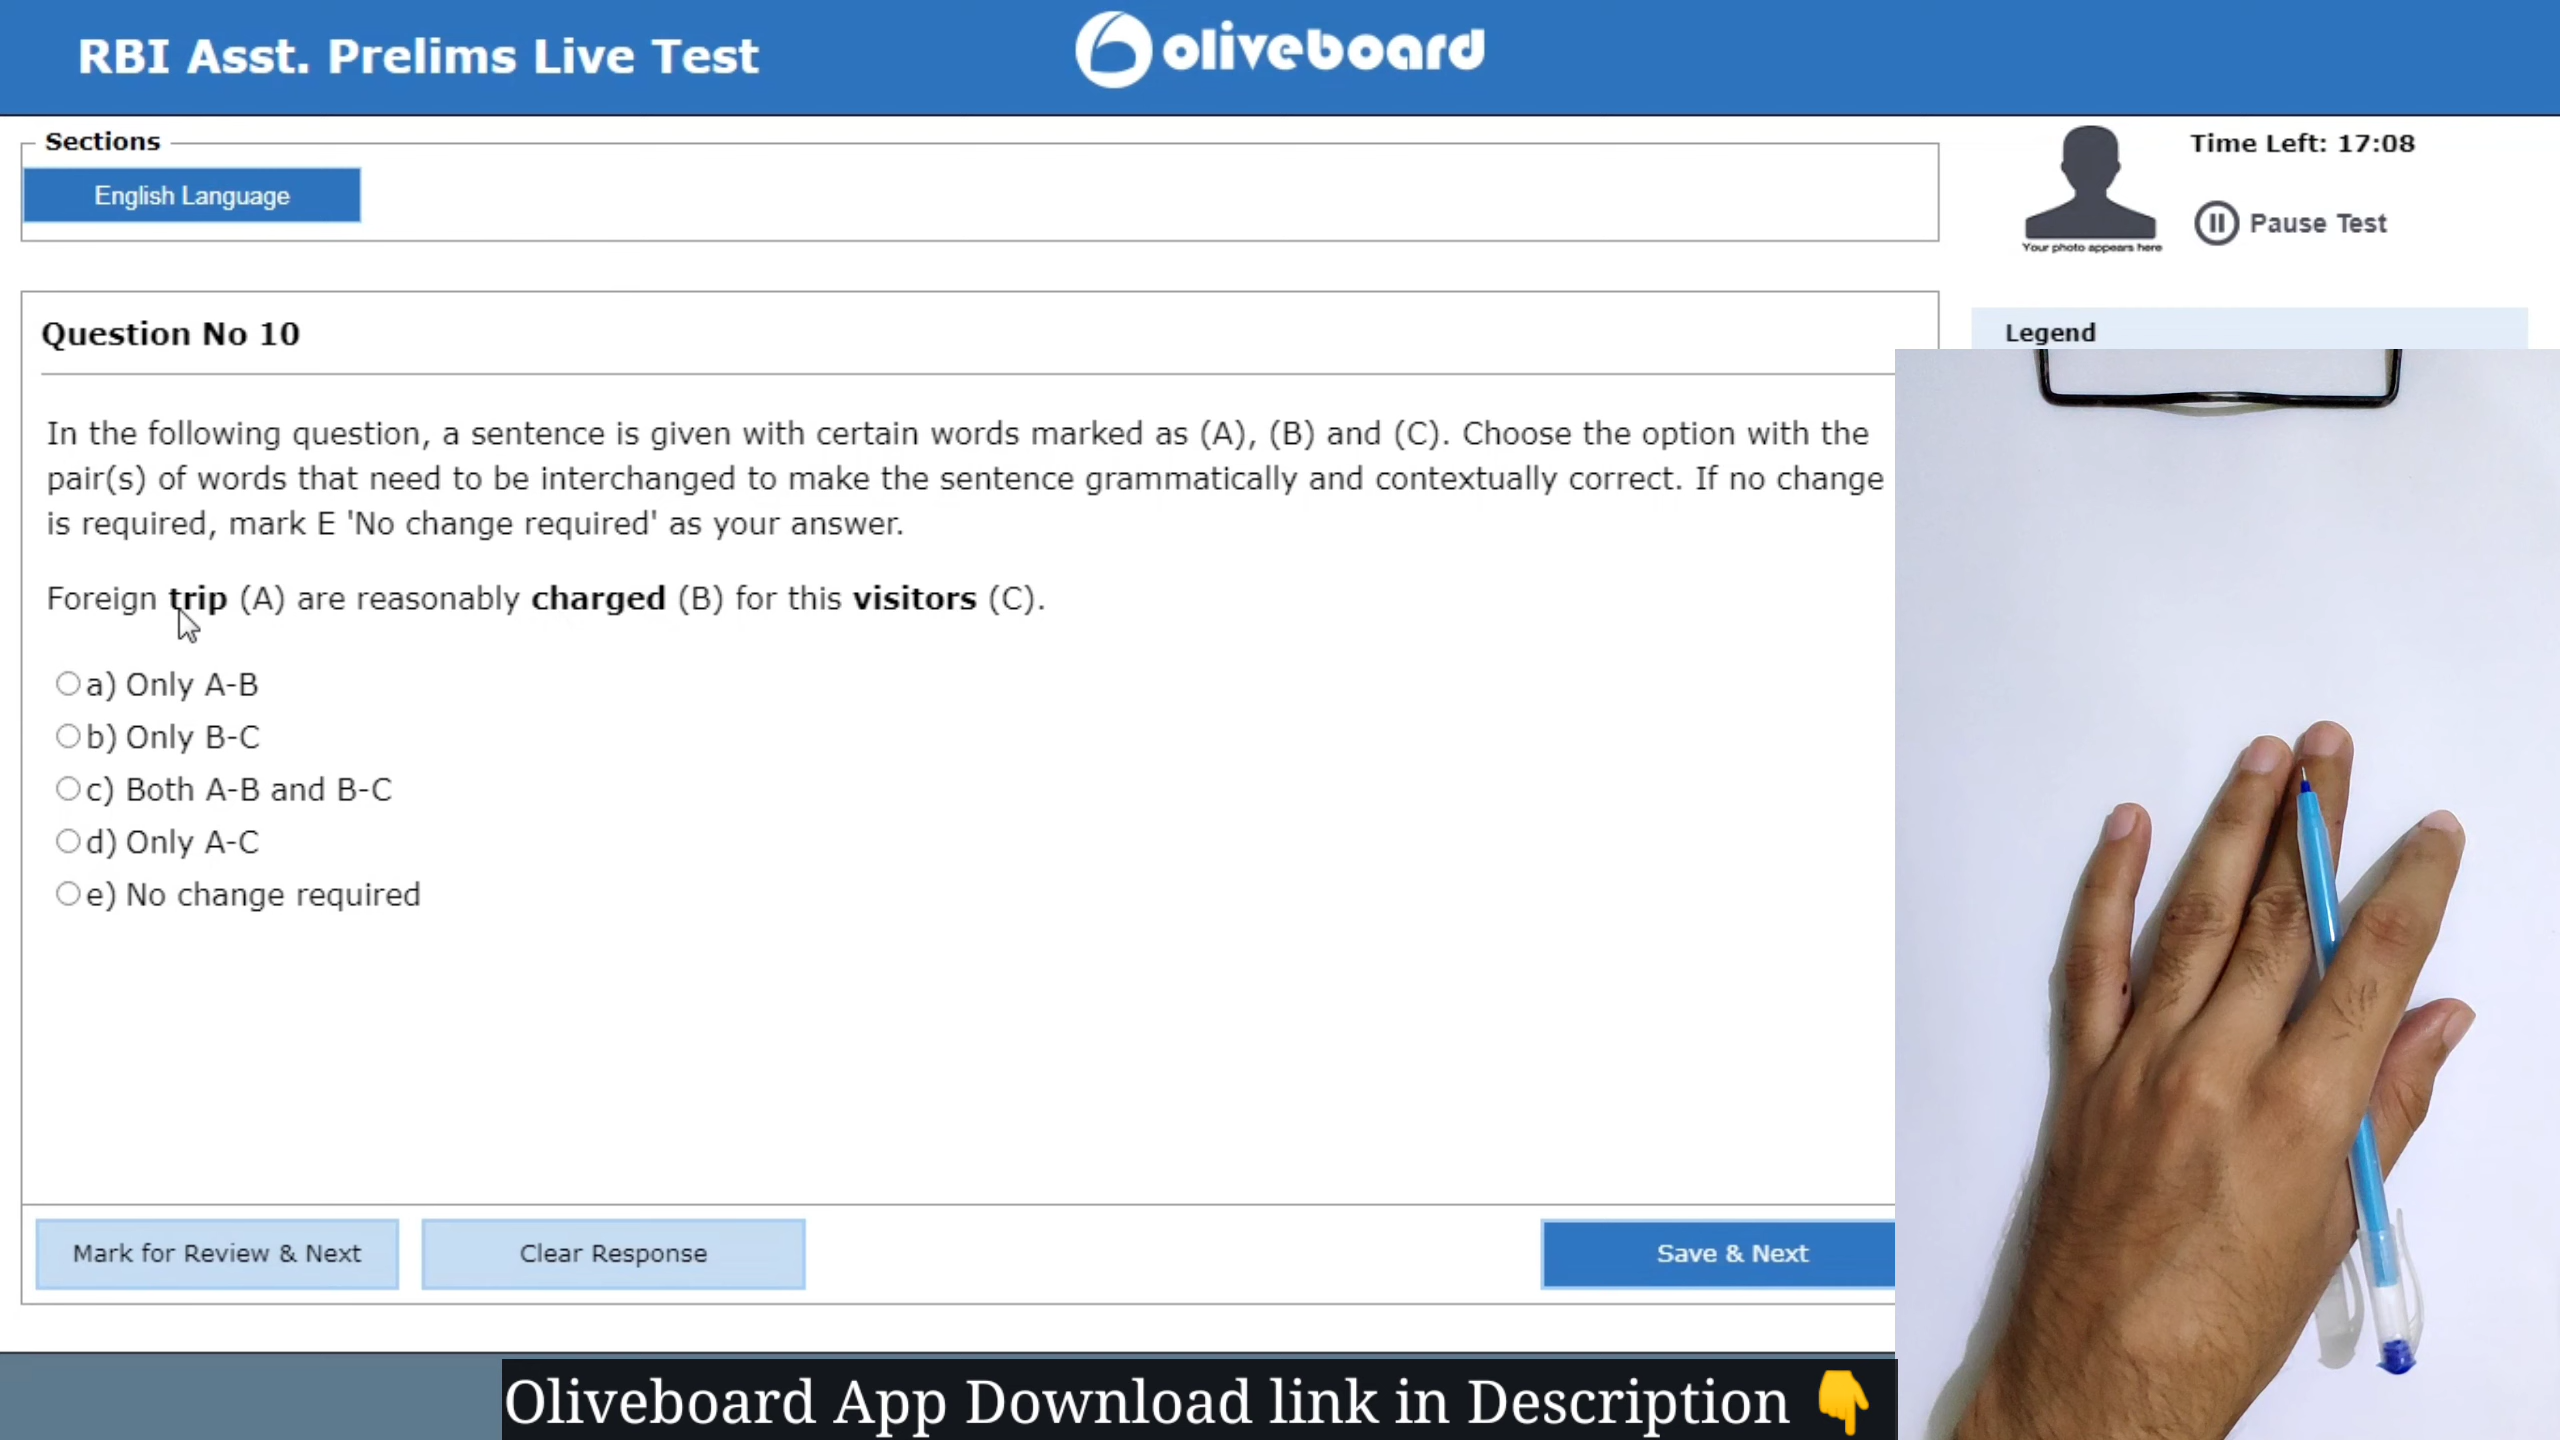 RBI Asst. Prelims Live Test
oliveboard
Sections
English Language
Time Left: 17:08
Pause Test
Your photo appears here
Question No 10
Legend
In the following question, a sentence is given with certain words marked as (A), (B) and (C). Choose the option with the
pair(s) of words that need to be interchanged to make the sentence grammatically and contextually correct. If no change
is required, mark E 'No change required' as your answer.
Foreign trip (A) are reasonably charged (B) for this visitors (C).
a) Only A-B
b) Only B-C
c) Both A-B and B-C
d) Only A-C
e) No change required
Mark for Review & Next
Clear Response
Save & Next
Oliveboard App Download link in Description 👇